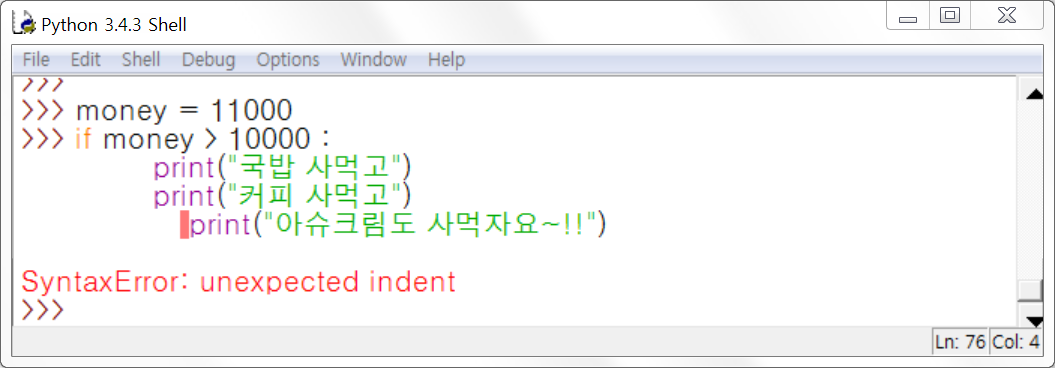 Python 3.4.3 Shell
File Edit Shell Debug Options Window Help
>>>
>>> money = 11000
>>> if money > 10000 :
print("국밥 사먹고")
print("커피 사먹고")
print("아슈크림도 사먹자요~!!")
SyntaxError: unexpected indent
>>>
Ln: 76 Col: 4